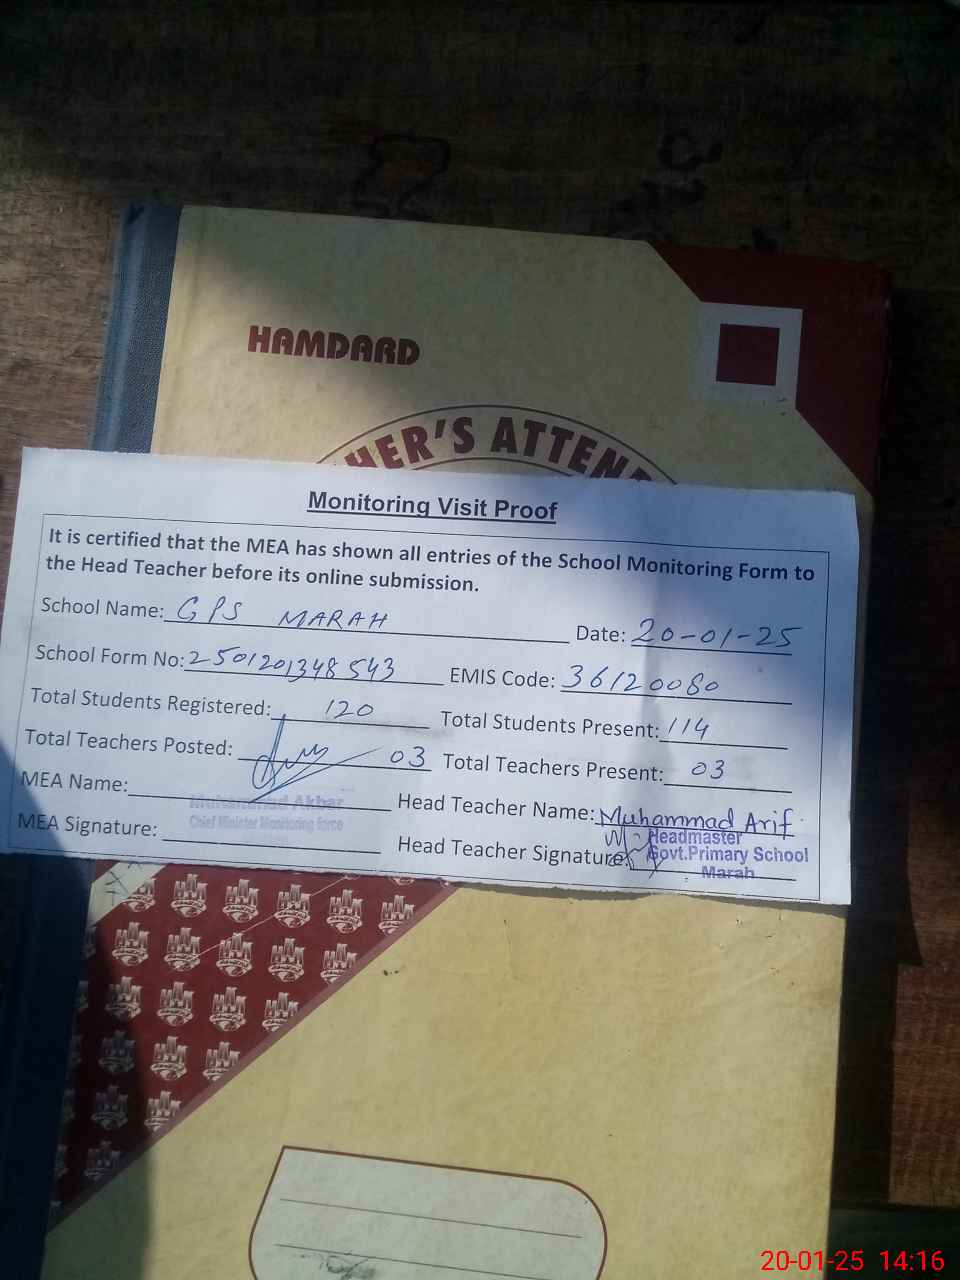 HAMDARD
HER'S ATTEN
Monitoring Visit Proof
It is certified that the MEA has shown all entries of the School Monitoring Form to
the Head Teacher before its online submission.
School Name: GPS MARAH Date: 20-01-25
School Form No: 2501201348543 EMIS Code: 36120080
Total Students Registered: 120 Total Students Present: 114
Total Teachers Posted: 03 Total Teachers Present: 03
MEA Name: Head Teacher Name: Muhammad Arif
Muhammad Akbar
Chief Minister Monitoring Force
MEA Signature: Head Teacher Signature:
Headmaster
Govt.Primary School
Marah
20-01-25 14:16